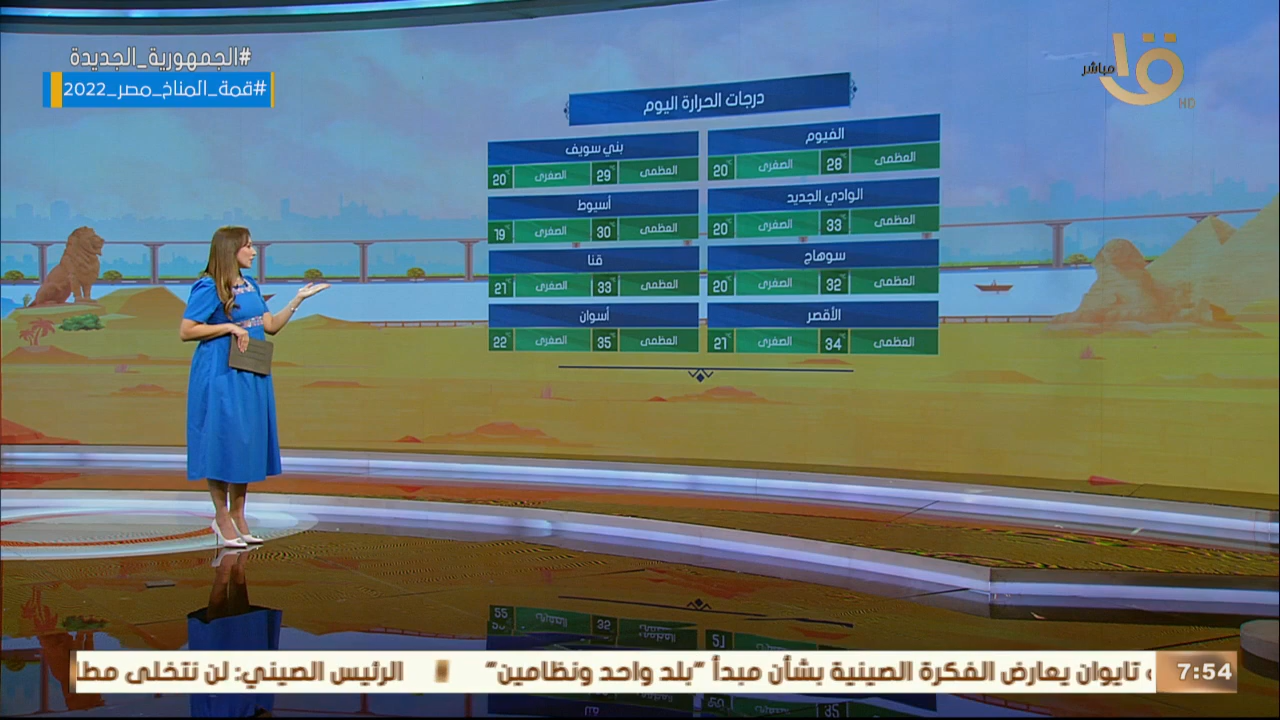 #الجمهورية_الجديدة
#قمة_المناخ_مصر_2022
مباشر
HD
درجات الحرارة اليوم
الفيوم
العظمى 28° الصغرى 20°
بني سويف
العظمى 29° الصغرى 20°
الوادي الجديد
العظمى 33° الصغرى 20°
أسيوط
العظمى 30° الصغرى 19°
سوهاج
العظمى 32° الصغرى 20°
قنا
العظمى 33° الصغرى 21°
الأقصر
العظمى 34° الصغرى 21°
أسوان
العظمى 35° الصغرى 22°
7:54
تايوان يعارض الفكرة الصينية بشأن مبدأ "بلد واحد ونظامين" الرئيس الصيني: لن نتخلى